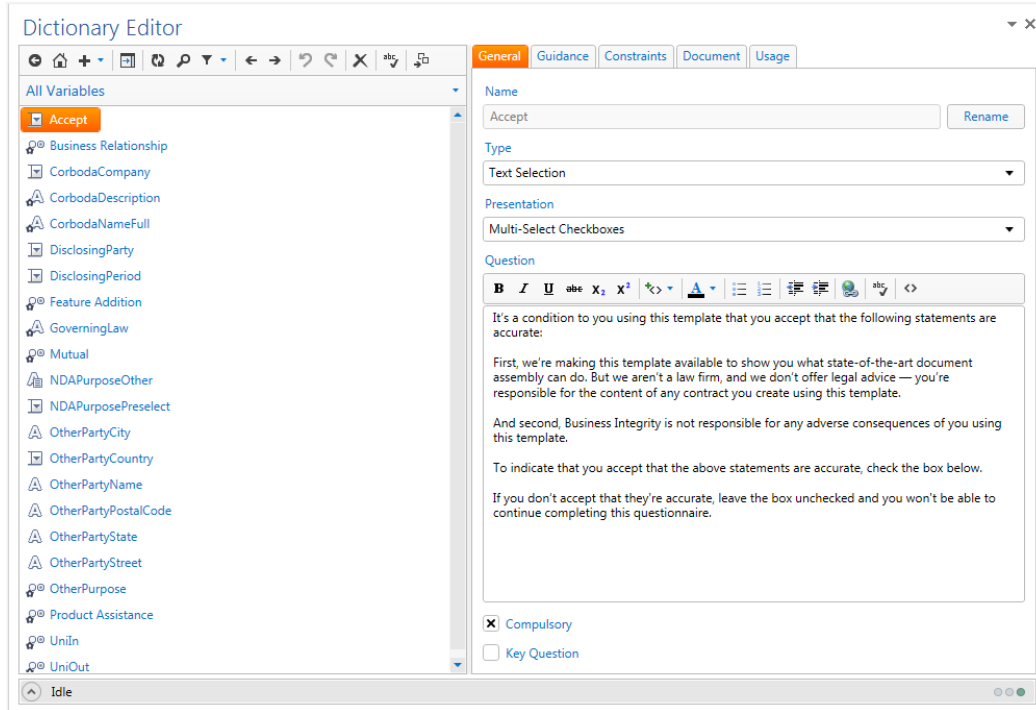 Dictionary Editor
General
Guidance
Constraints
Document
Usage
All Variables
Accept
Business Relationship
CorbodaCompany
CorbodaDescription
CorbodaNameFull
DisclosingParty
DisclosingPeriod
Feature Addition
GoverningLaw
Mutual
NDAPurposeOther
NDAPurposePreselect
OtherPartyCity
OtherPartyCountry
OtherPartyName
OtherPartyPostalCode
OtherPartyState
OtherPartyStreet
OtherPurpose
Product Assistance
UniIn
UniOut
Name
Accept
Rename
Type
Text Selection
Presentation
Multi-Select Checkboxes
Question
B I U abc X₂ X² A abc
It's a condition to you using this template that you accept that the following statements are
accurate:
First, we're making this template available to show you what state-of-the-art document
assembly can do. But we aren't a law firm, and we don't offer legal advice — you're
responsible for the content of any contract you create using this template.
And second, Business Integrity is not responsible for any adverse consequences of you using
this template.
To indicate that you accept that the above statements are accurate, check the box below.
If you don't accept that they're accurate, leave the box unchecked and you won't be able to
continue completing this questionnaire.
Compulsory
Key Question
Idle